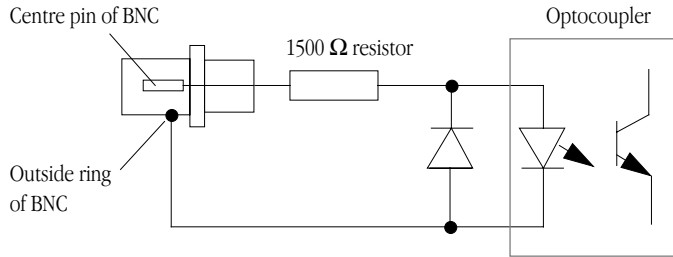 Centre pin of BNC
Optocoupler
1500 Ω resistor
Outside ring
of BNC